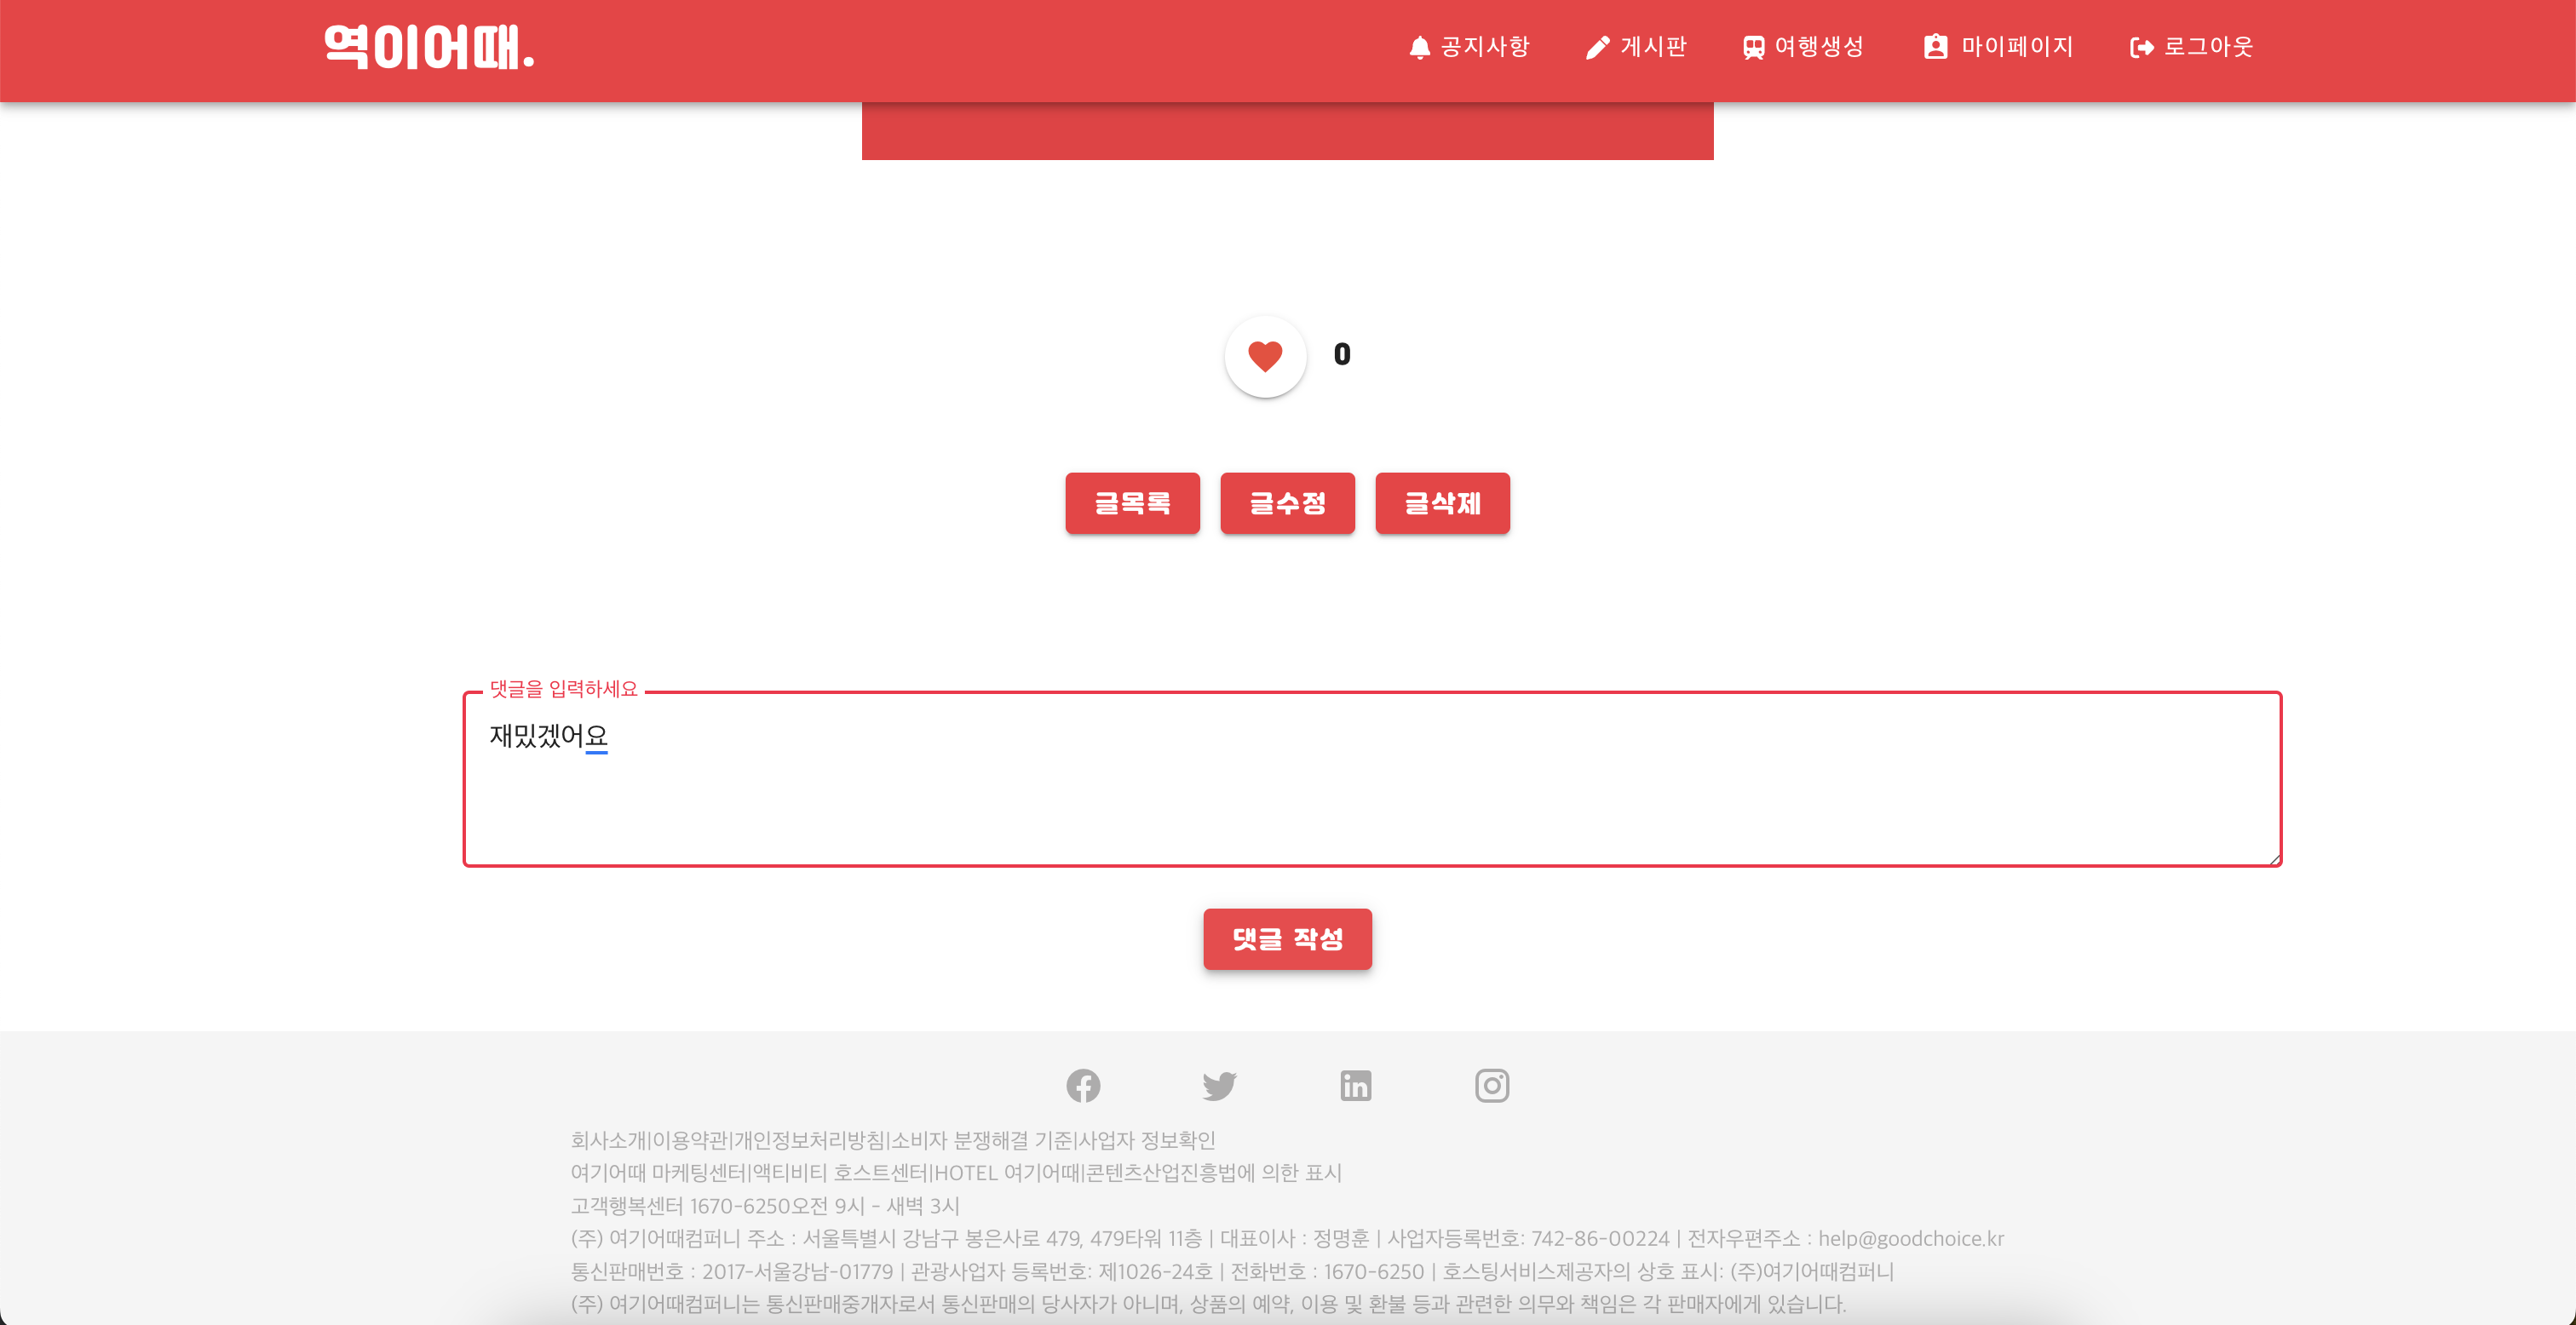 역이어때.
공지사항 게시판 여행생성 마이페이지 로그아웃
0
글목록 글수정 글삭제
댓글을 입력하세요
재밌겠어요
댓글 작성
회사소개|이용약관|개인정보처리방침|소비자 분쟁해결 기준|사업자 정보확인
여기어때 마케팅센터|액티비티 호스트센터|HOTEL 여기어때|콘텐츠산업진흥법에 의한 표시
고객행복센터 1670-6250오전 9시 - 새벽 3시
(주) 여기어때컴퍼니 주소 : 서울특별시 강남구 봉은사로 479, 479타워 11층 | 대표이사 : 정명훈 | 사업자등록번호: 742-86-00224 | 전자우편주소 : help@goodchoice.kr
통신판매번호 : 2017-서울강남-01779 | 관광사업자 등록번호: 제1026-24호 | 전화번호 : 1670-6250 | 호스팅서비스제공자의 상호 표시: (주)여기어때컴퍼니
(주) 여기어때컴퍼니는 통신판매중개자로서 통신판매의 당사자가 아니며, 상품의 예약, 이용 및 환불 등과 관련한 의무와 책임은 각 판매자에게 있습니다.